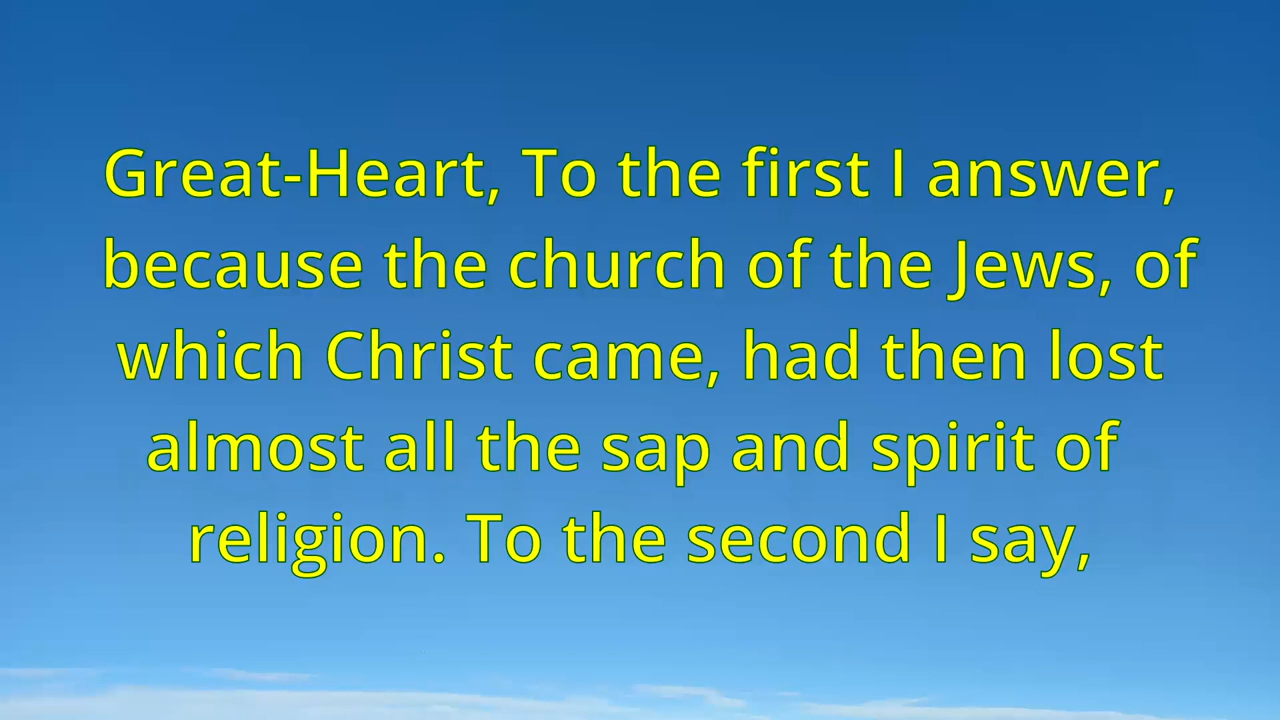 Great-Heart, To the first I answer,
because the church of the Jews, of
which Christ came, had then lost
almost all the sap and spirit of
religion. To the second I say,